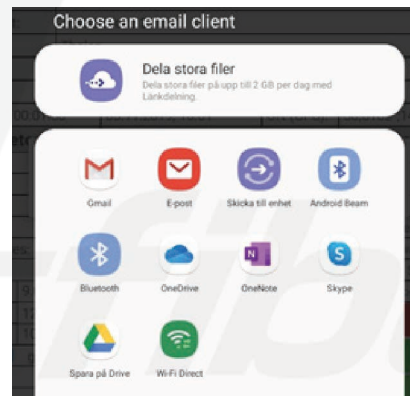 Choose an email client
Dela stora filer
Dela stora filer på upp till 2 GB per dag med
Länkdelning.
Gmail
E-post
Skicka till enhet
Android Beam
Bluetooth
OneDrive
OneNote
Skype
Spara på Drive
Wi-Fi Direct